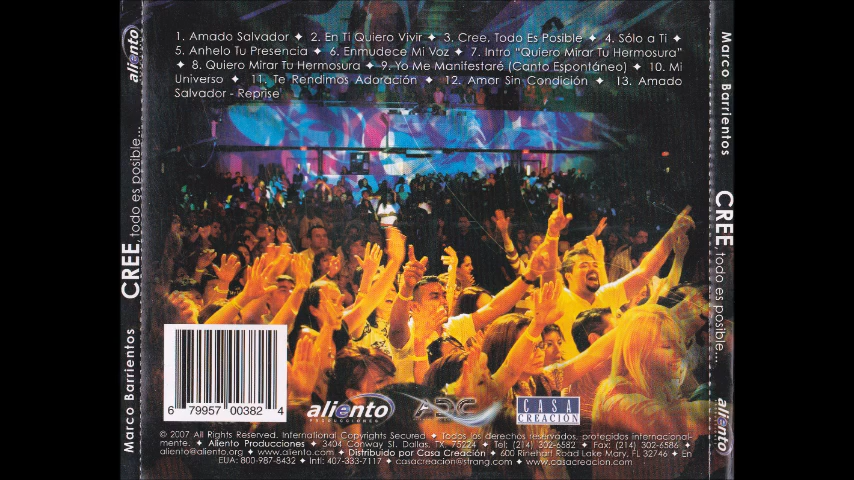 1. Amado Salvador ✦ 2. En Ti Quiero Vivir ✦ 3. Cree, Todo Es Posible ✦ 4. Sólo a Ti ✦
5. Anhelo Tu Presencia ✦ 6. Enmudece Mi Voz ✦ 7. Intro "Quiero Mirar Tu Hermosura"
✦ 8. Quiero Mirar Tu Hermosura ✦ 9. Yo Me Manifestaré (Canto Espontáneo) ✦ 10. Mi
Universo ✦ 11. Te Rendimos Adoración ✦ 12. Amor Sin Condición ✦ 13. Amado
Salvador - Reprise
aliento
CREE, todo es posible...
Marco Barrientos
Marco Barrientos
CREE, todo es posible...
aliento
6 79957 00382 4
aliento
PRODUCCIONES
CASA
CREACIÓN
© 2007 All Rights Reserved. International Copyrights Secured ✦ Todos los derechos reservados, protegidos internacional-
mente. ✦ Aliento Producciones ✦ 3404 Conway St. Dallas, TX. 75224 ✦ Tel: (214) 302-6582 ✦ Fax: (214) 302-6586 ✦
aliento@aliento.org ✦ www.aliento.com ✦ Distribuido por Casa Creación ✦ 600 Rinehart Road Lake Mary, FL 32746 ✦ En
EUA: 800-987-8432 ✦ Intl: 407-333-7117 ✦ casacreacion@strang.com ✦ www.casacreacion.com